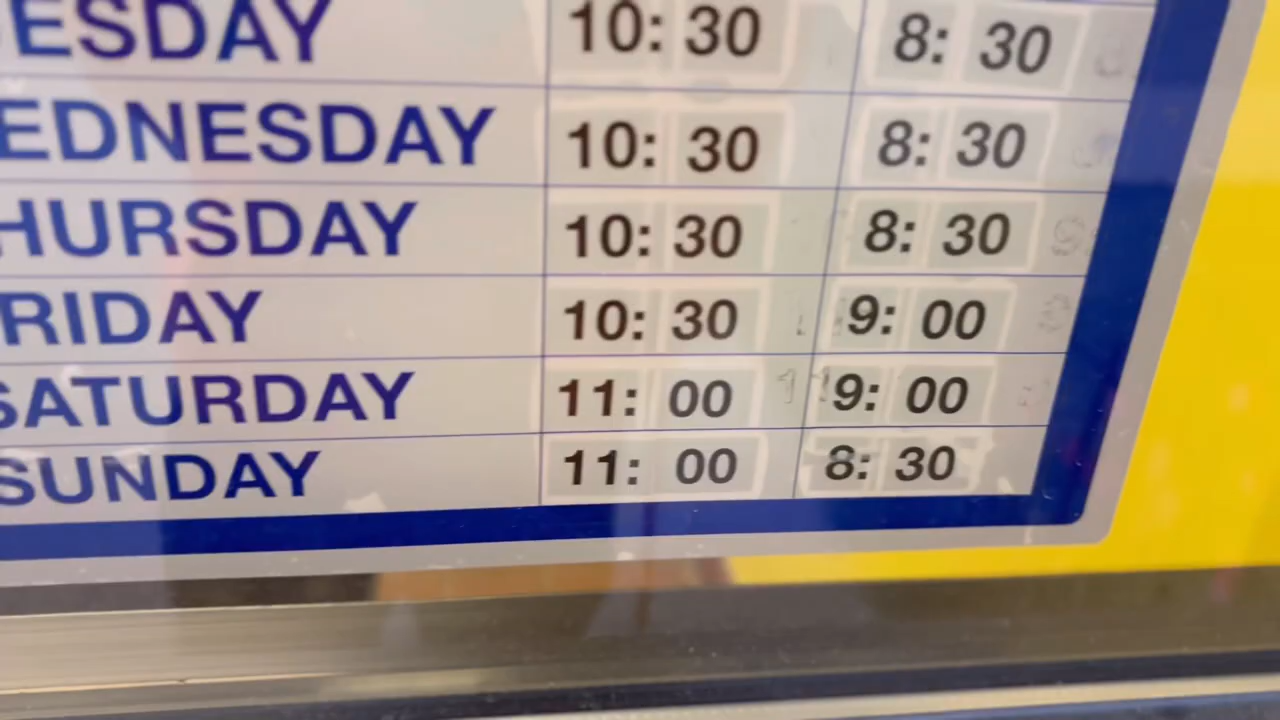 ESDAY 10: 30 8: 30
EDNESDAY 10: 30 8: 30
HURSDAY 10: 30 8: 30
RIDAY 10: 30 9: 00
SATURDAY 11: 00 9: 00
SUNDAY 11: 00 8: 30